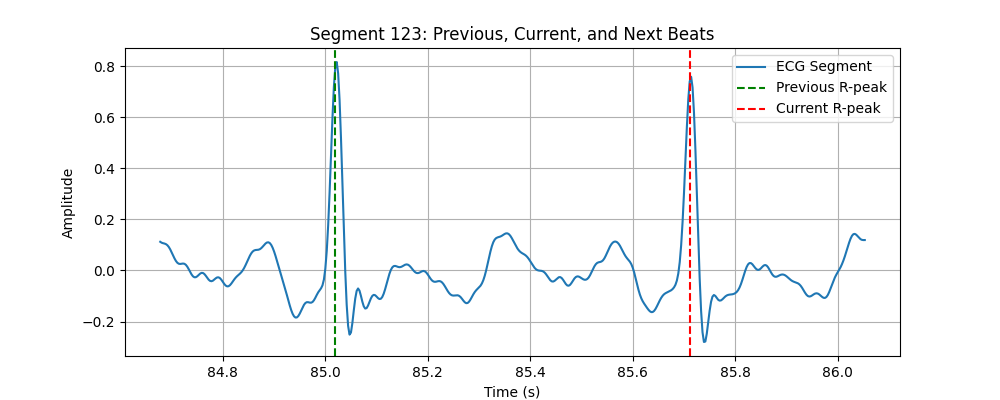 Segment 123: Previous, Current, and Next Beats
ECG Segment
Previous R-peak
Current R-peak
Amplitude
0.8
0.6
0.4
0.2
0.0
−0.2
84.8 85.0 85.2 85.4 85.6 85.8 86.0
Time (s)